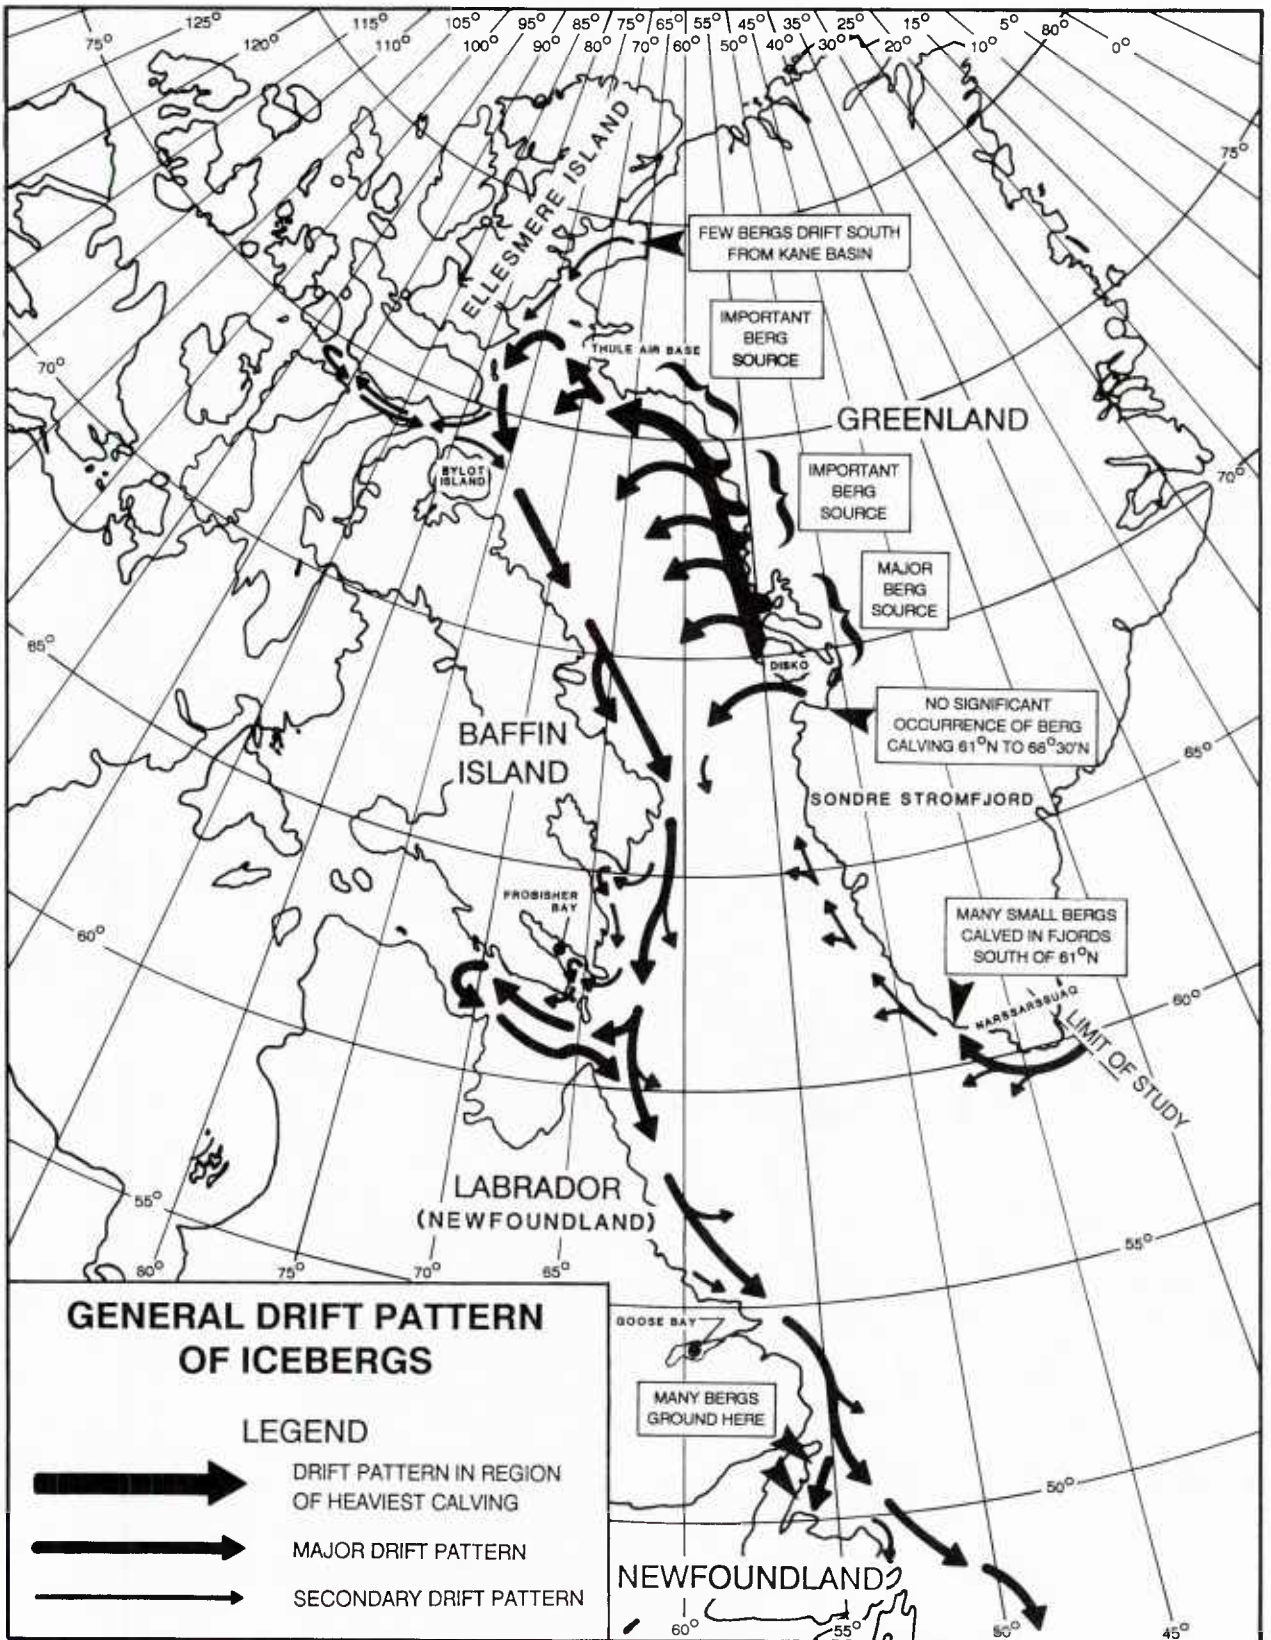 125°
115°
105°
95°
85°
75°
65°
55°
45°
35°
25°
15°
5°
80°
75°
120°
110°
100°
90°
80°
70°
60°
50°
40°
30°
20°
10°
0°
75°
ELLESMERE ISLAND
FEW BERGS DRIFT SOUTH
FROM KANE BASIN
IMPORTANT
BERG
SOURCE
THULE AIR BASE
70°
GREENLAND
BYLOT
ISLAND
IMPORTANT
BERG
SOURCE
70°
MAJOR
BERG
SOURCE
65°
DISKO
NO SIGNIFICANT
OCCURRENCE OF BERG
CALVING 61°N TO 68°30'N
BAFFIN
ISLAND
65°
SONDRE STROMFJORD
FROBISHER
BAY
MANY SMALL BERGS
CALVED IN FJORDS
SOUTH OF 61°N
60°
60°
NARSSARSSUAQ
LIMIT OF STUDY
LABRADOR
(NEWFOUNDLAND)
55°
55°
80°
75°
70°
65°
GENERAL DRIFT PATTERN
OF ICEBERGS
LEGEND
DRIFT PATTERN IN REGION
OF HEAVIEST CALVING
MAJOR DRIFT PATTERN
SECONDARY DRIFT PATTERN
GOOSE BAY
MANY BERGS
GROUND HERE
50°
NEWFOUNDLAND
60°
55°
50°
45°